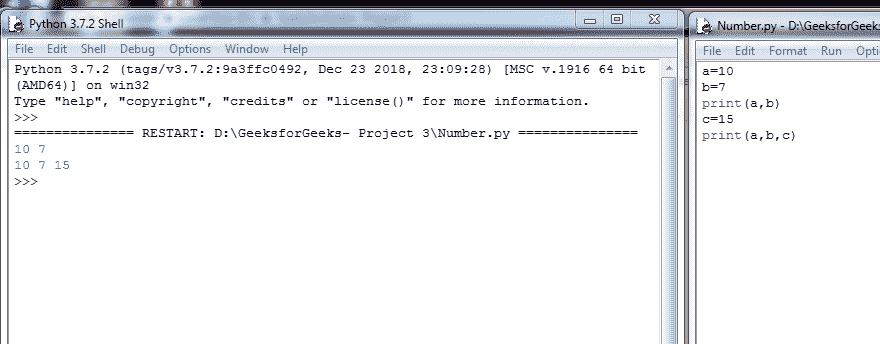 Python 3.7.2 Shell
File Edit Shell Debug Options Window Help
Python 3.7.2 (tags/v3.7.2:9a3ffc0492, Dec 23 2018, 23:09:28) [MSC v.1916 64 bit
(AMD64)] on win32
Type "help", "copyright", "credits" or "license()" for more information.
>>>
=============== RESTART: D:\GeeksforGeeks- Project 3\Number.py ===============
10 7
10 7 15
>>>
Number.py - D:\GeeksforGeeks
File Edit Format Run Optio
a=10
b=7
print(a,b)
c=15
print(a,b,c)